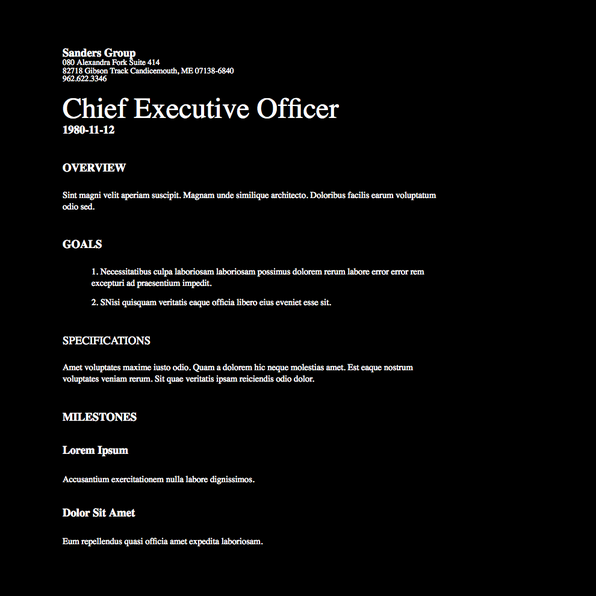 Sanders Group
080 Alexandra Fork Suite 414
82718 Gibson Track Candicemouth, ME 07138-6840
962.622.3346
Chief Executive Officer
1980-11-12
OVERVIEW
Sint magni velit aperiam suscipit. Magnam unde similique architecto. Doloribus facilis earum voluptatum
odio sed.
GOALS
1. Necessitatibus culpa laboriosam laboriosam possimus dolorem rerum labore error error rem
excepturi ad praesentium impedit.
2. SNisi quisquam veritatis eaque officia libero eius eveniet esse sit.
SPECIFICATIONS
Amet voluptates maxime iusto odio. Quam a dolorem hic neque molestias amet. Est eaque nostrum
voluptates veniam rerum. Sit quae veritatis ipsam reiciendis odio dolor.
MILESTONES
Lorem Ipsum
Accusantium exercitationem nulla labore dignissimos.
Dolor Sit Amet
Eum repellendus quasi officia amet expedita laboriosam.